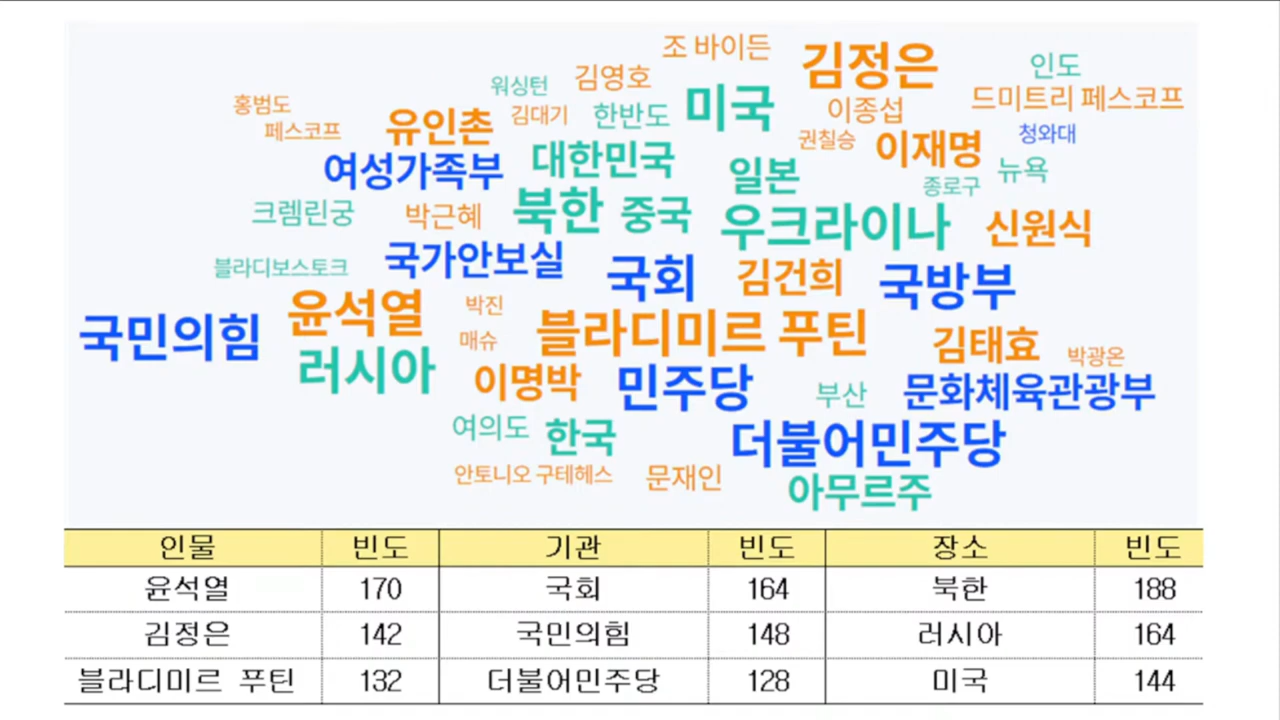 조 바이든 김정은 인도
워싱턴 김영호 미국 이종섭 드미트리 페스코프
홍범도 유인촌 김대기 한반도 권칠승 이재명 청와대
페스코프 여성가족부 대한민국 일본 종로구 뉴욕
크렘린궁 박근혜 북한 중국 우크라이나 신원식
블라디보스토크 국가안보실 국회 김건희 국방부
국민의힘 윤석열 박진 블라디미르 푸틴 김태효 박광온
러시아 매슈 이명박 민주당 부산 문화체육관광부
여의도 한국 더불어민주당
안토니오 구테헤스 문재인 아무르주
인물 빈도 기관 빈도 장소 빈도
윤석열 170 국회 164 북한 188
김정은 142 국민의힘 148 러시아 164
블라디미르 푸틴 132 더불어민주당 128 미국 144